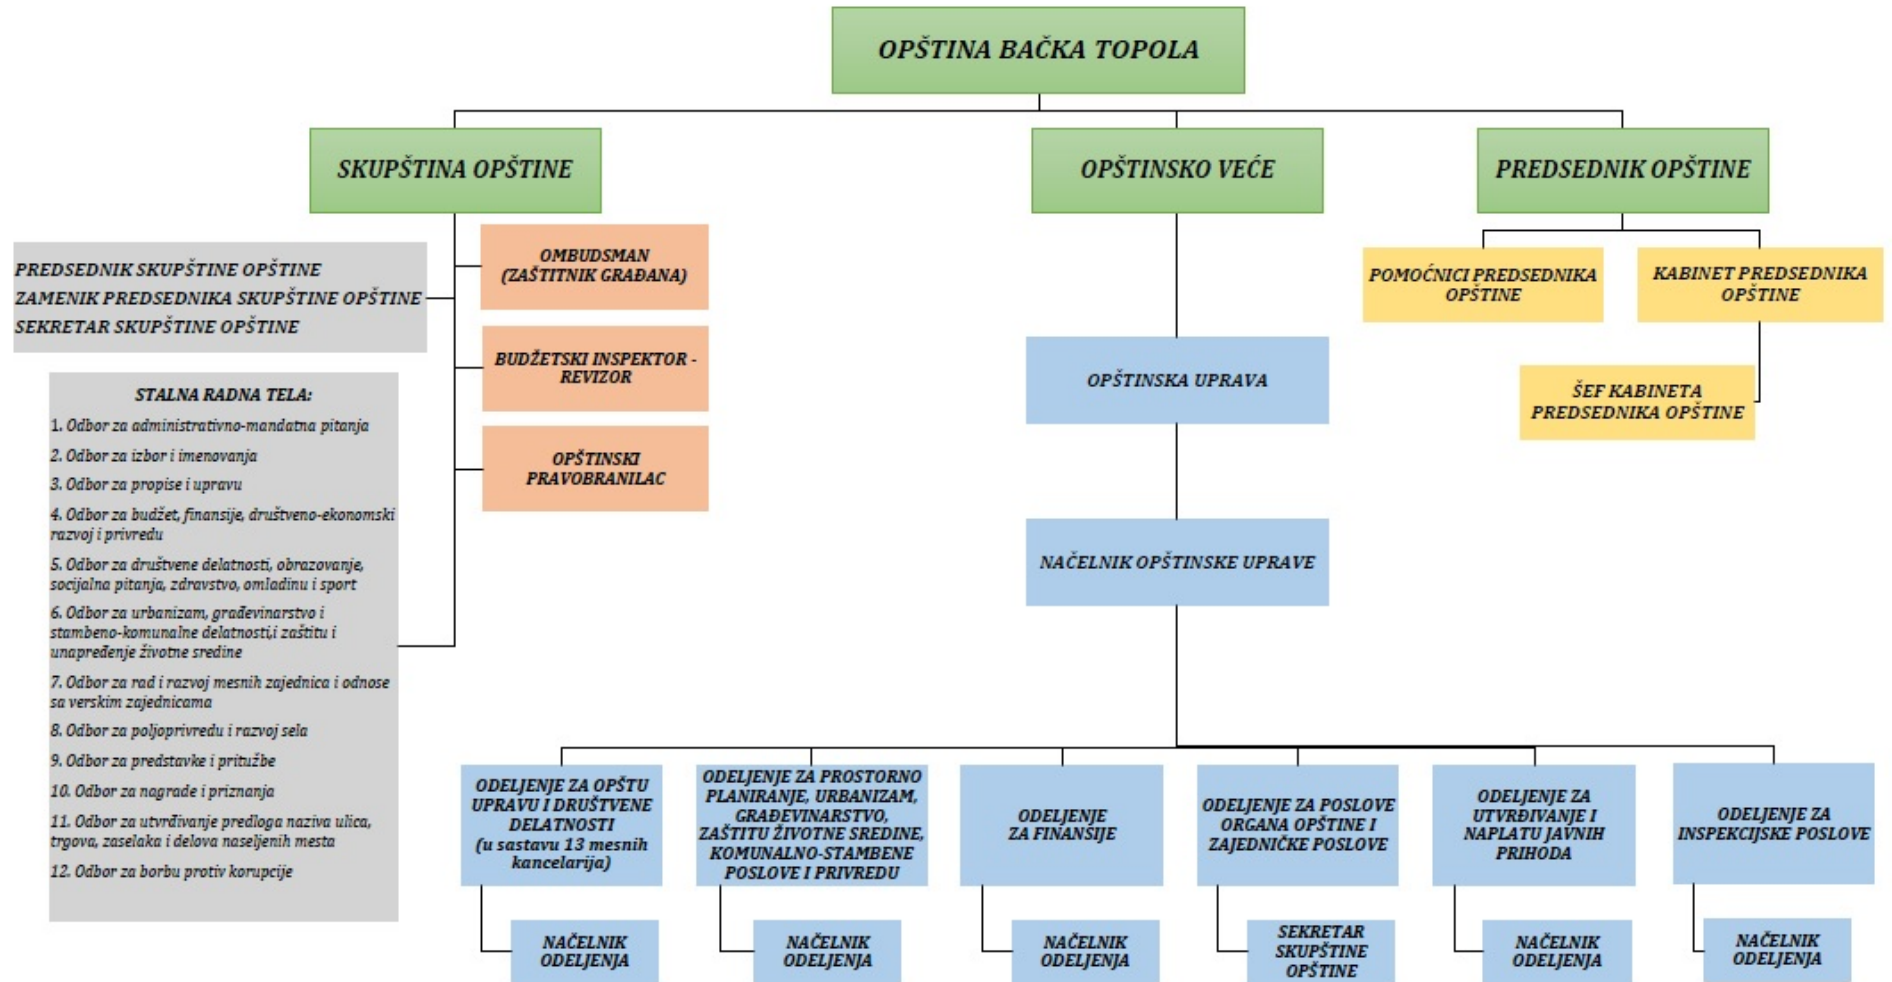 OPŠTINA BAČKA TOPOLA
SKUPŠTINA OPŠTINE
OPŠTINSKO VEĆE
PREDSEDNIK OPŠTINE
PREDSEDNIK SKUPŠTINE OPŠTINE
ZAMENIK PREDSEDNIKA SKUPŠTINE OPŠTINE
SEKRETAR SKUPŠTINE OPŠTINE
OMBUDSMAN
(ZAŠTITNIK GRAĐANA)
BUDŽETSKI INSPEKTOR -
REVIZOR
OPŠTINSKI
PRAVOBRANILAC
STALNA RADNA TELA:
1. Odbor za administrativno-mandatna pitanja
2. Odbor za izbor i imenovanja
3. Odbor za propise i upravu
4. Odbor za budžet, finansije, društveno-ekonomski
razvoj i privredu
5. Odbor za društvene delatnosti, obrazovanje,
socijalna pitanja, zdravstvo, omladinu i sport
6. Odbor za urbanizam, građevinarstvo i
stambeno-komunalne delatnosti,i zaštitu i
unapređenje životne sredine
7. Odbor za rad i razvoj mesnih zajednica i odnose
sa verskim zajednicama
8. Odbor za poljoprivredu i razvoj sela
9. Odbor za predstavke i pritužbe
10. Odbor za nagrade i priznanja
11. Odbor za utvrđivanje predloga naziva ulica,
trgova, zaselaka i delova naseljenih mesta
12. Odbor za borbu protiv korupcije
POMOĆNICI PREDSEDNIKA
OPŠTINE
KABINET PREDSEDNIKA
OPŠTINE
ŠEF KABINETA
PREDSEDNIKA OPŠTINE
OPŠTINSKA UPRAVA
NAČELNIK OPŠTINSKE UPRAVE
ODELJENJE ZA OPŠTU
UPRAVU I DRUŠTVENE
DELATNOSTI
(u sastavu 13 mesnih
kancelarija)
ODELJENJE ZA PROSTORNO
PLANIRANJE, URBANIZAM,
GRAĐEVINARSTVO,
ZAŠTITU ŽIVOTNE SREDINE,
KOMUNALNO-STAMBENE
POSLOVE I PRIVREDU
ODELJENJE
ZA FINANSIJE
ODELJENJE ZA POSLOVE
ORGANA OPŠTINE I
ZAJEDNIČKE POSLOVE
ODELJENJE ZA
UTVRĐIVANJE I
NAPLATU JAVNIH
PRIHODA
ODELJENJE ZA
INSPEKCIJSKE POSLOVE
NAČELNIK
ODELJENJA
NAČELNIK
ODELJENJA
NAČELNIK
ODELJENJA
SEKRETAR
SKUPŠTINE
OPŠTINE
NAČELNIK
ODELJENJA
NAČELNIK
ODELJENJA